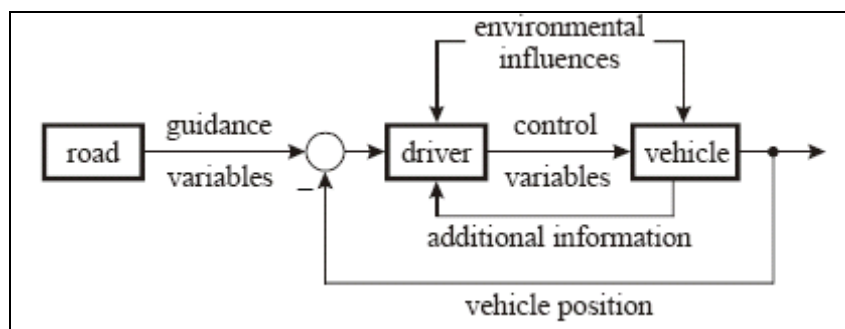 environmental
influences
guidance
control
road
driver
vehicle
variables
variables
additional information
vehicle position